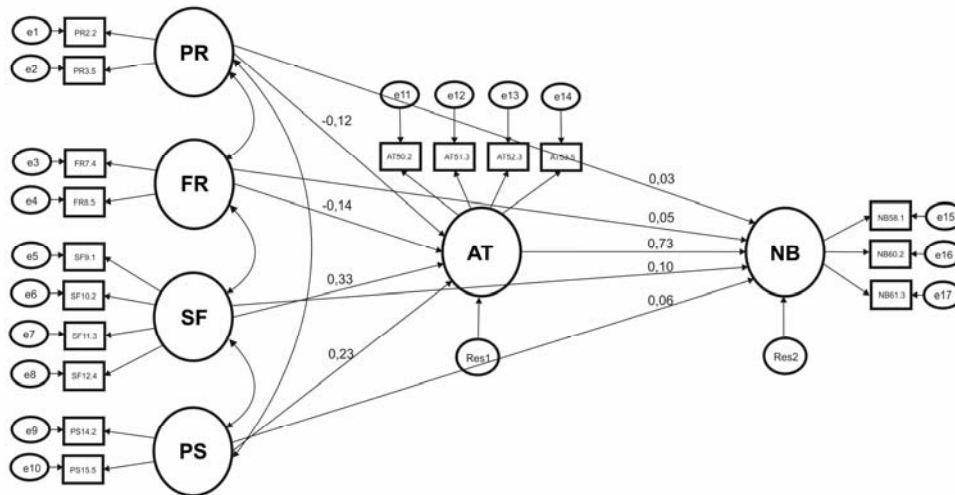 e1
PR2.2
e2
PR3.5
PR
e3
FR7.4
e4
FR8.5
FR
e5
SF9.1
e6
SF10.2
e7
SF11.3
e8
SF12.4
SF
e9
PS14.2
e10
PS15.5
PS
e11
e12
e13
e14
AT50.2
AT51.3
AT52.3
-0,12
-0,14
0,33
0,23
AT
Res1
0,03
0,05
0,73
0,10
0,06
NB
Res2
NB58.1
e15
NB60.2
e16
NB61.3
e17